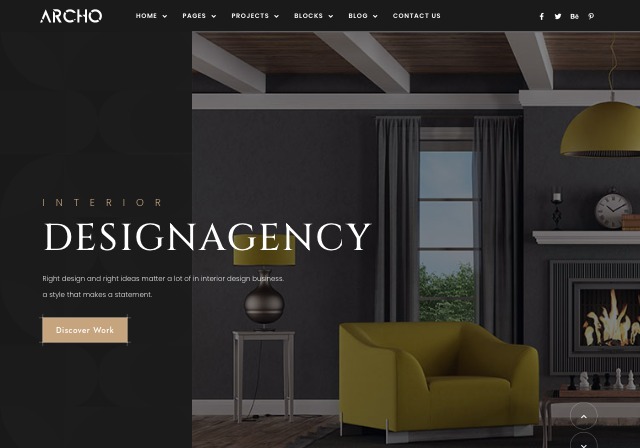 ARCHO
HOME PAGES PROJECTS BLOCKS BLOG CONTACT US
Bē
INTERIOR
DESIGNAGENCY
Right design and right ideas matter a lot of in interior design business.
a style that makes a statement.
Discover Work